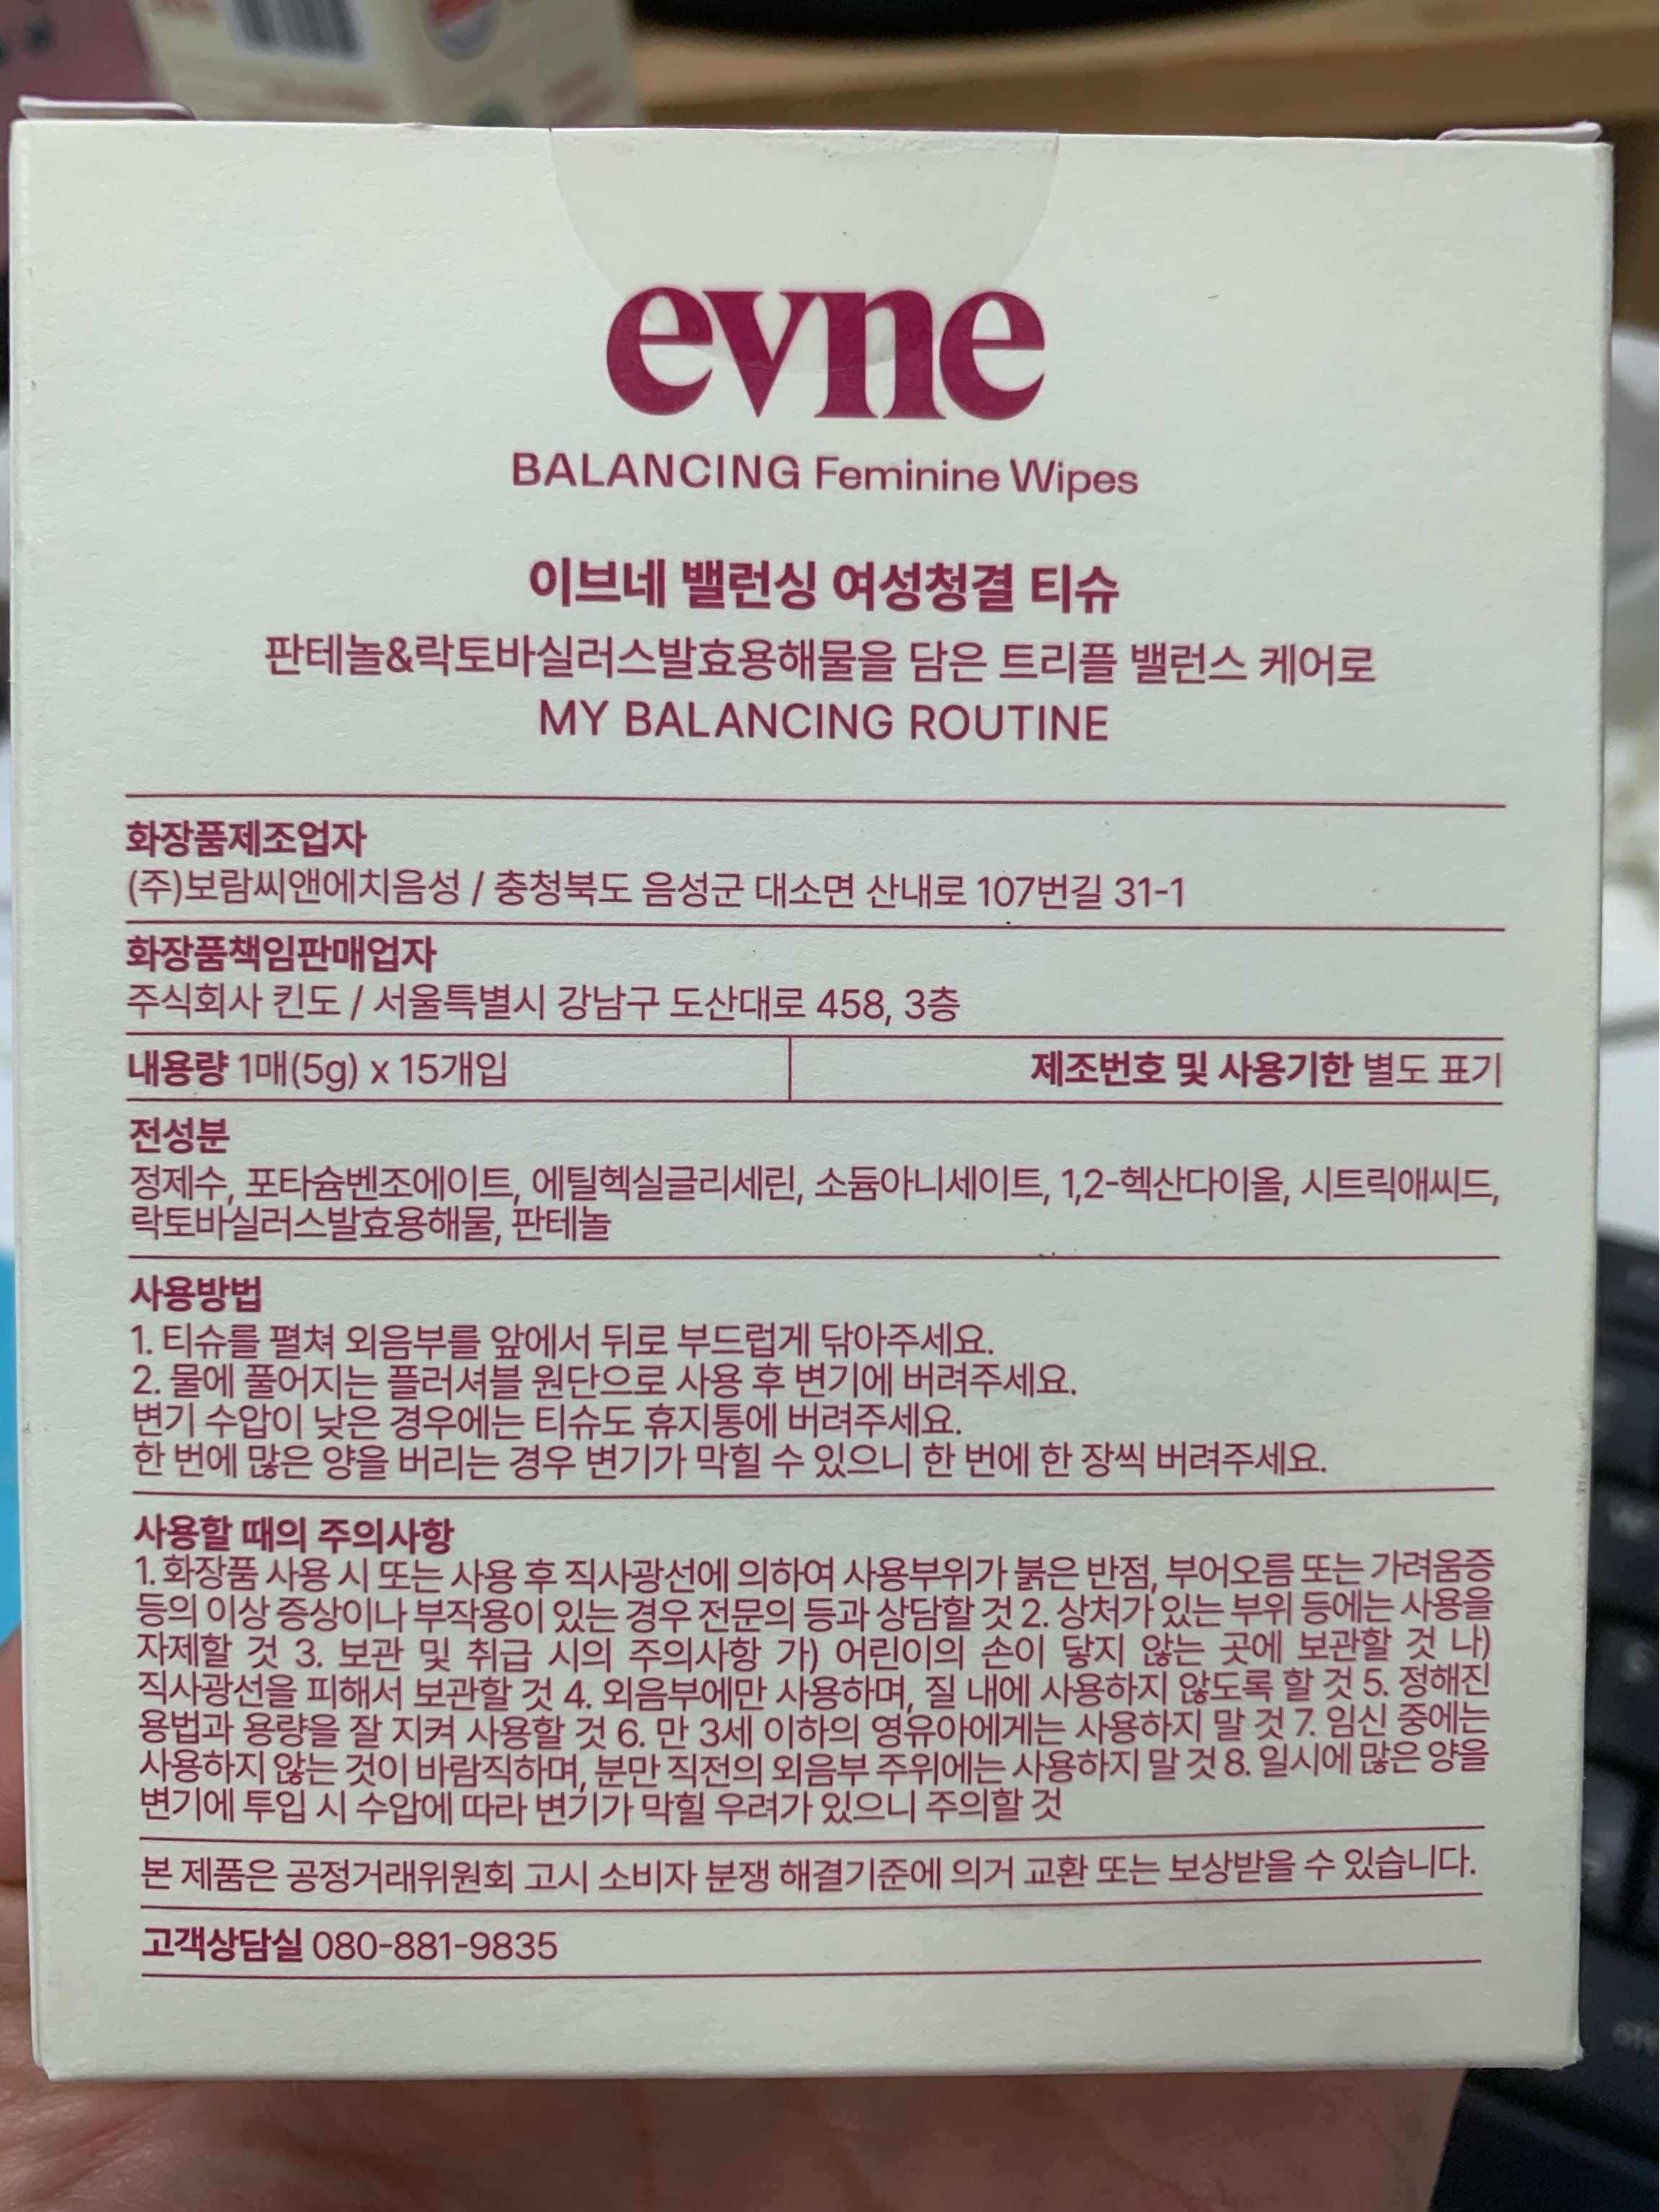 evne
BALANCING Feminine Wipes
이브네 밸런싱 여성청결 티슈
판테놀&락토바실러스발효용해물을 담은 트리플 밸런스 케어로
MY BALANCING ROUTINE
화장품제조업자
(주)보람씨앤에치음성 / 충청북도 음성군 대소면 산내로 107번길 31-1
화장품책임판매업자
주식회사 킨도 / 서울특별시 강남구 도산대로 458, 3층
내용량 1매(5g) x 15개입 제조번호 및 사용기한 별도 표기
전성분
정제수, 포타슘벤조에이트, 에틸헥실글리세린, 소듐아니세이트, 1,2-헥산다이올, 시트릭애씨드,
락토바실러스발효용해물, 판테놀
사용방법
1. 티슈를 펼쳐 외음부를 앞에서 뒤로 부드럽게 닦아주세요.
2. 물에 풀어지는 플러셔블 원단으로 사용 후 변기에 버려주세요.
변기 수압이 낮은 경우에는 티슈도 휴지통에 버려주세요.
한 번에 많은 양을 버리는 경우 변기가 막힐 수 있으니 한 번에 한 장씩 버려주세요.
사용할 때의 주의사항
1. 화장품 사용 시 또는 사용 후 직사광선에 의하여 사용부위가 붉은 반점, 부어오름 또는 가려움증
등의 이상 증상이나 부작용이 있는 경우 전문의 등과 상담할 것 2. 상처가 있는 부위 등에는 사용을
자제할 것 3. 보관 및 취급 시의 주의사항 가) 어린이의 손이 닿지 않는 곳에 보관할 것 나)
직사광선을 피해서 보관할 것 4. 외음부에만 사용하며, 질 내에 사용하지 않도록 할 것 5. 정해진
용법과 용량을 잘 지켜 사용할 것 6. 만 3세 이하의 영유아에게는 사용하지 말 것 7. 임신 중에는
사용하지 않는 것이 바람직하며, 분만 직전의 외음부 주위에는 사용하지 말 것 8. 일시에 많은 양을
변기에 투입 시 수압에 따라 변기가 막힐 우려가 있으니 주의할 것
본 제품은 공정거래위원회 고시 소비자 분쟁 해결기준에 의거 교환 또는 보상받을 수 있습니다.
고객상담실 080-881-9835